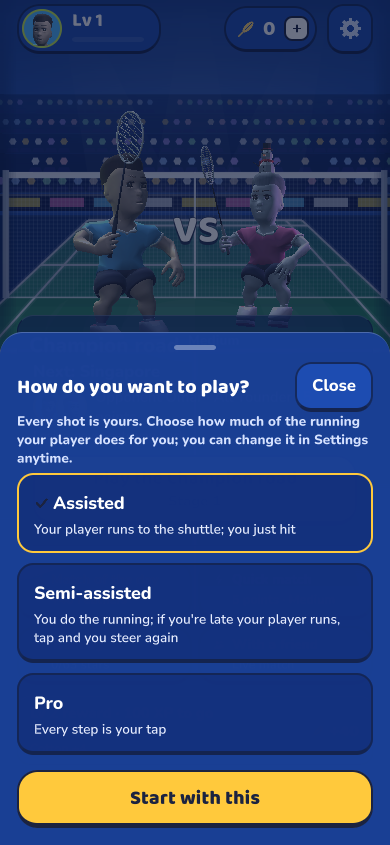 Lv 1
0
+
VS
How do you want to play?
Close
Every shot is yours. Choose how much of the running
your player does for you; you can change it in Settings
anytime.
Assisted
Your player runs to the shuttle; you just hit
Semi-assisted
You do the running; if you're late your player runs,
tap and you steer again
Pro
Every step is your tap
Start with this